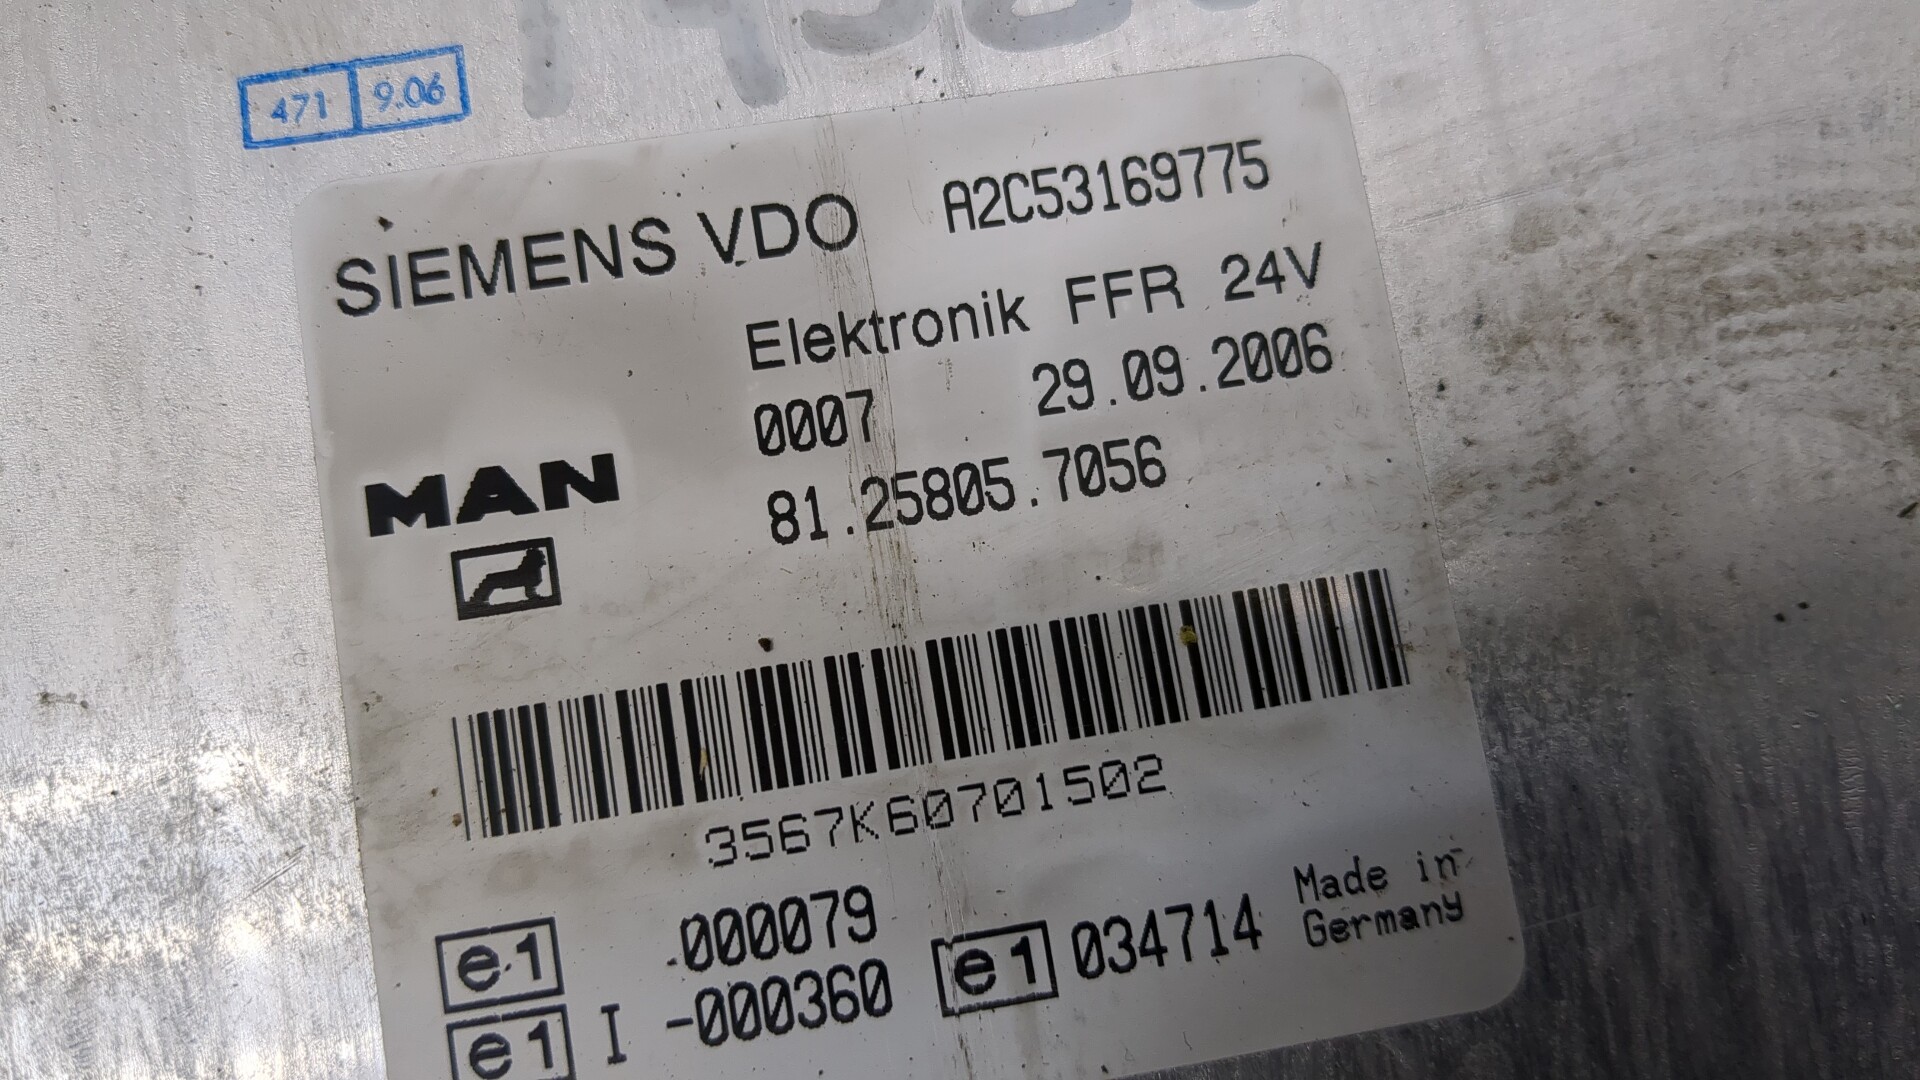 471 9.06
SIEMENS VDO A2C53169775
Elektronik FFR 24V
0007 29.09.2006
MAN 81.25805.7056
3567K60701502
e1 000079 e1 034714 Made in
Germany
e1 I -000360